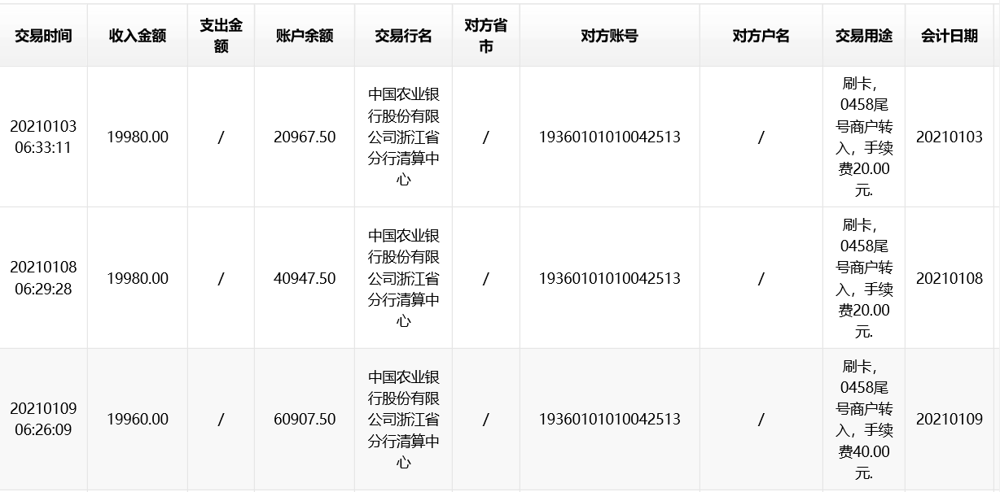 交易时间 收入金额 支出金额 账户余额 交易行名 对方省市 对方账号 对方户名 交易用途 会计日期
20210103
06:33:11
19980.00
/
20967.50
中国农业银
行股份有限
公司浙江省
分行清算中
心
/
19360101010042513
/
刷卡，
0458尾
号商户转
入，手续
费20.00
元.
20210103
20210108
06:29:28
19980.00
/
40947.50
中国农业银
行股份有限
公司浙江省
分行清算中
心
/
19360101010042513
/
刷卡，
0458尾
号商户转
入，手续
费20.00
元.
20210108
20210109
06:26:09
19960.00
/
60907.50
中国农业银
行股份有限
公司浙江省
分行清算中
心
/
19360101010042513
/
刷卡，
0458尾
号商户转
入，手续
费40.00
元.
20210109